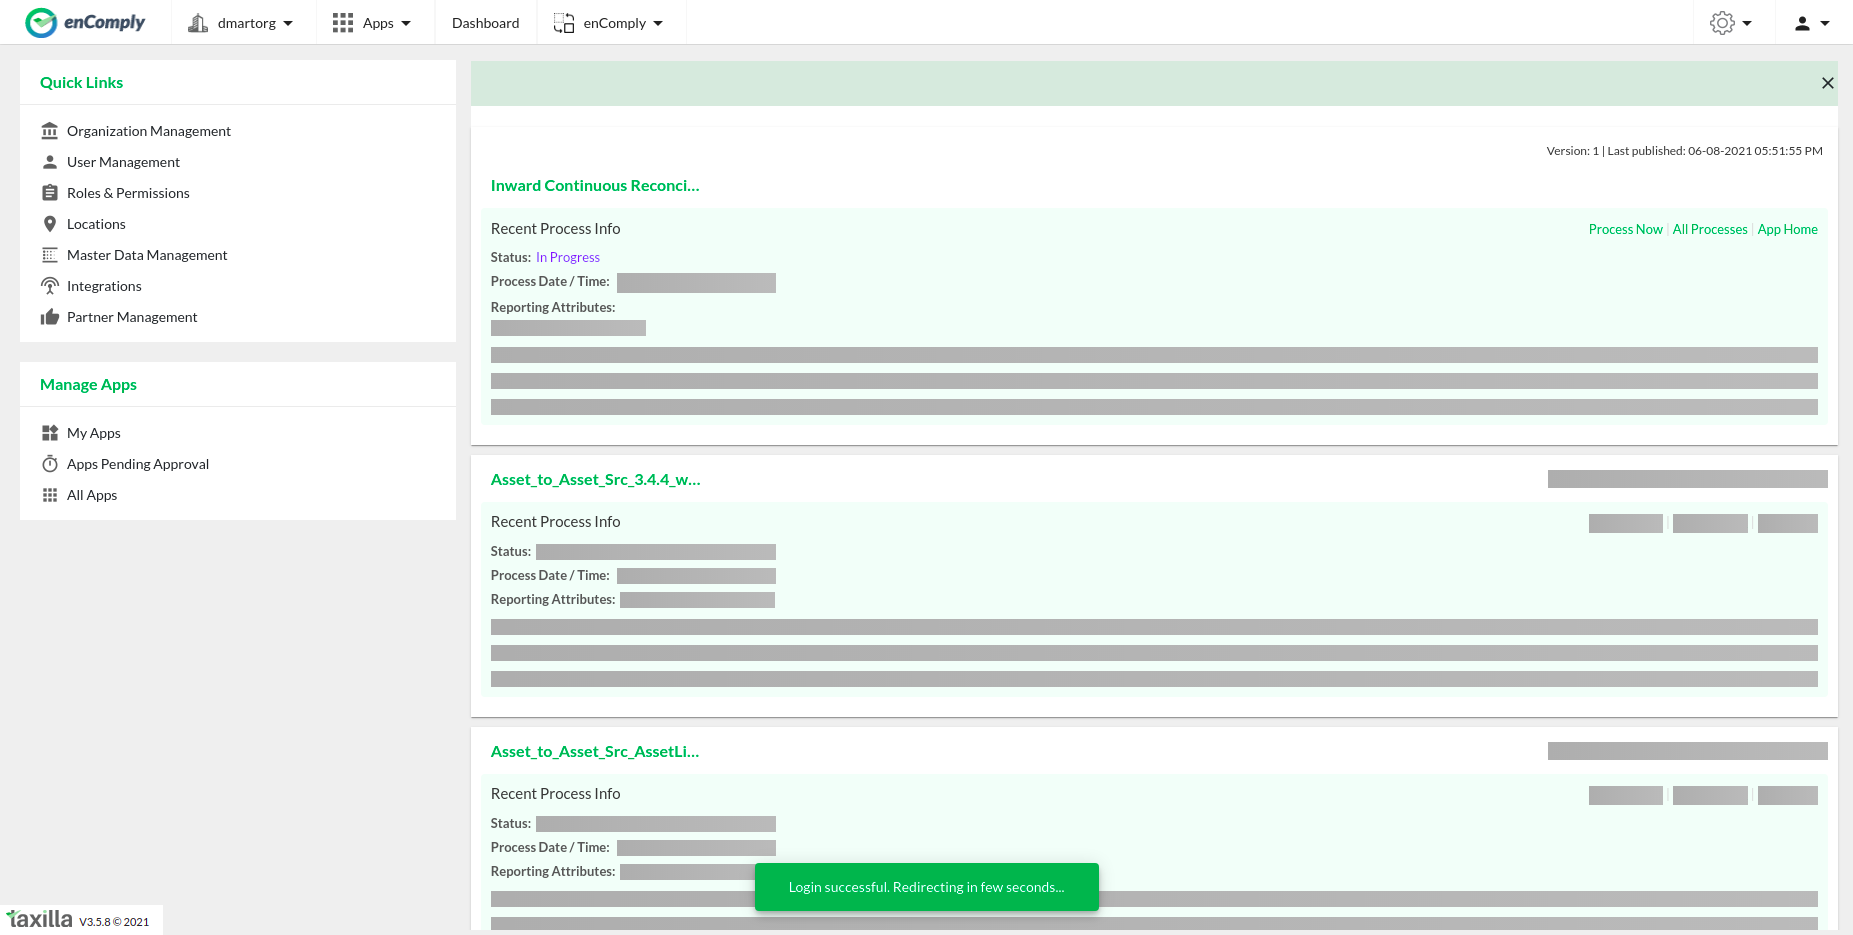 enComply
dmartorg
Apps
Dashboard
enComply
Quick Links
Organization Management
User Management
Roles & Permissions
Locations
Master Data Management
Integrations
Partner Management
Manage Apps
My Apps
Apps Pending Approval
All Apps
Version: 1 | Last published: 06-08-2021 05:51:55 PM
Inward Continuous Reconci...
Recent Process Info
Process Now | All Processes | App Home
Status: In Progress
Process Date / Time:
Reporting Attributes:
Asset_to_Asset_Src_3.4.4_w...
Recent Process Info
Status:
Process Date / Time:
Reporting Attributes:
Asset_to_Asset_Src_AssetLi...
Recent Process Info
Status:
Process Date / Time:
Reporting Attributes:
Login successful. Redirecting in few seconds...
taxilla V3.5.8 © 2021